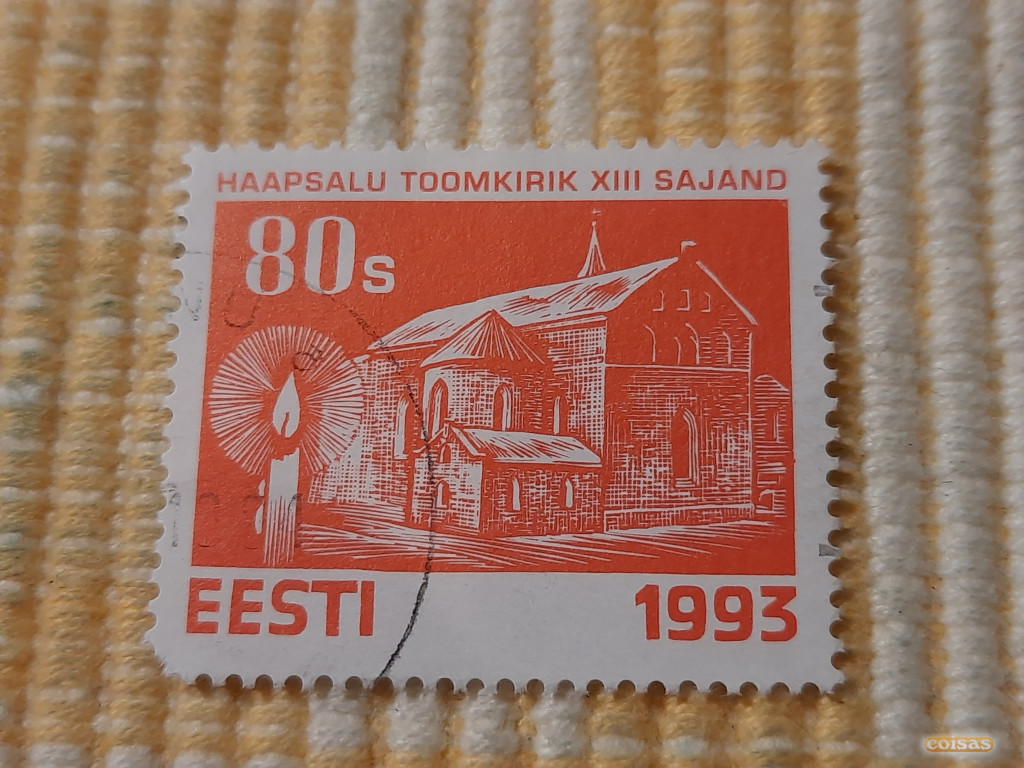 HAAPSALU TOOMKIRIK XIII SAJAND
80s
EESTI 1993
coisas